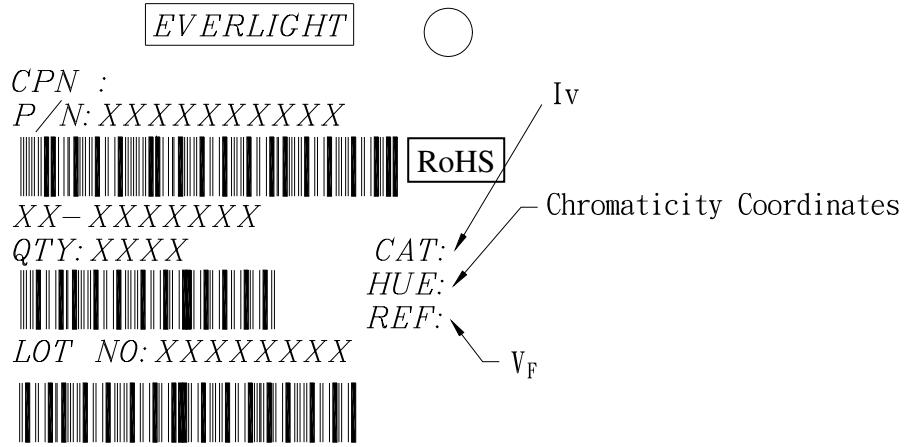 EVERLIGHT
CPN :
P/N: XXXXXXXXXX
RoHS
XX-XXXXXXX
QTY: XXXX
LOT NO: XXXXXXXX
CAT:
HUE:
REF:
Iv
Chromaticity Coordinates
VF